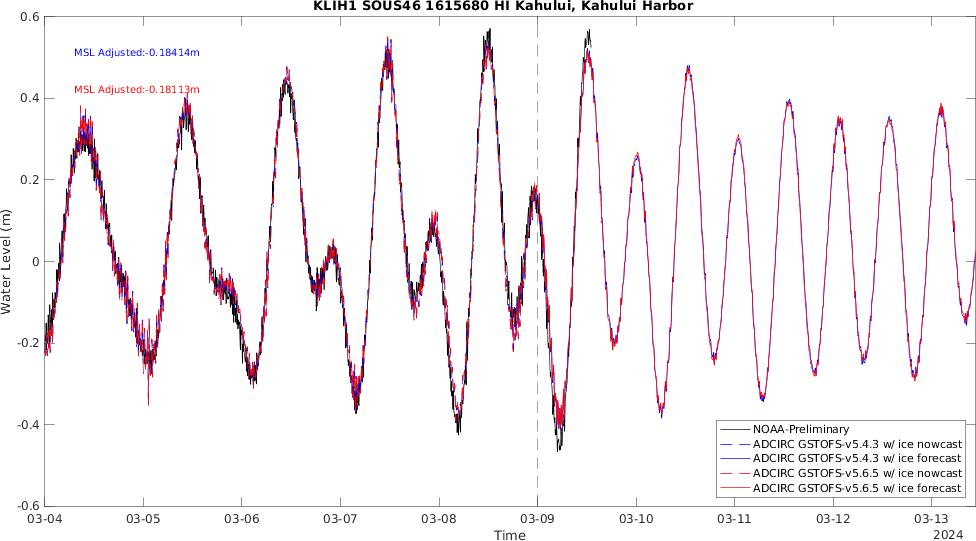 KLIH1 SOUS46 1615680 HI Kahului, Kahului Harbor
0.6
MSL Adjusted:-0.18414m
MSL Adjusted:-0.18113m
0.4
0.2
0
-0.2
-0.4
-0.6
Water Level (m)
NOAA-Preliminary
ADCIRC GSTOFS-v5.4.3 w/ ice nowcast
ADCIRC GSTOFS-v5.4.3 w/ ice forecast
ADCIRC GSTOFS-v5.6.5 w/ ice nowcast
ADCIRC GSTOFS-v5.6.5 w/ ice forecast
03-04 03-05 03-06 03-07 03-08 03-09 03-10 03-11 03-12 03-13
Time
2024